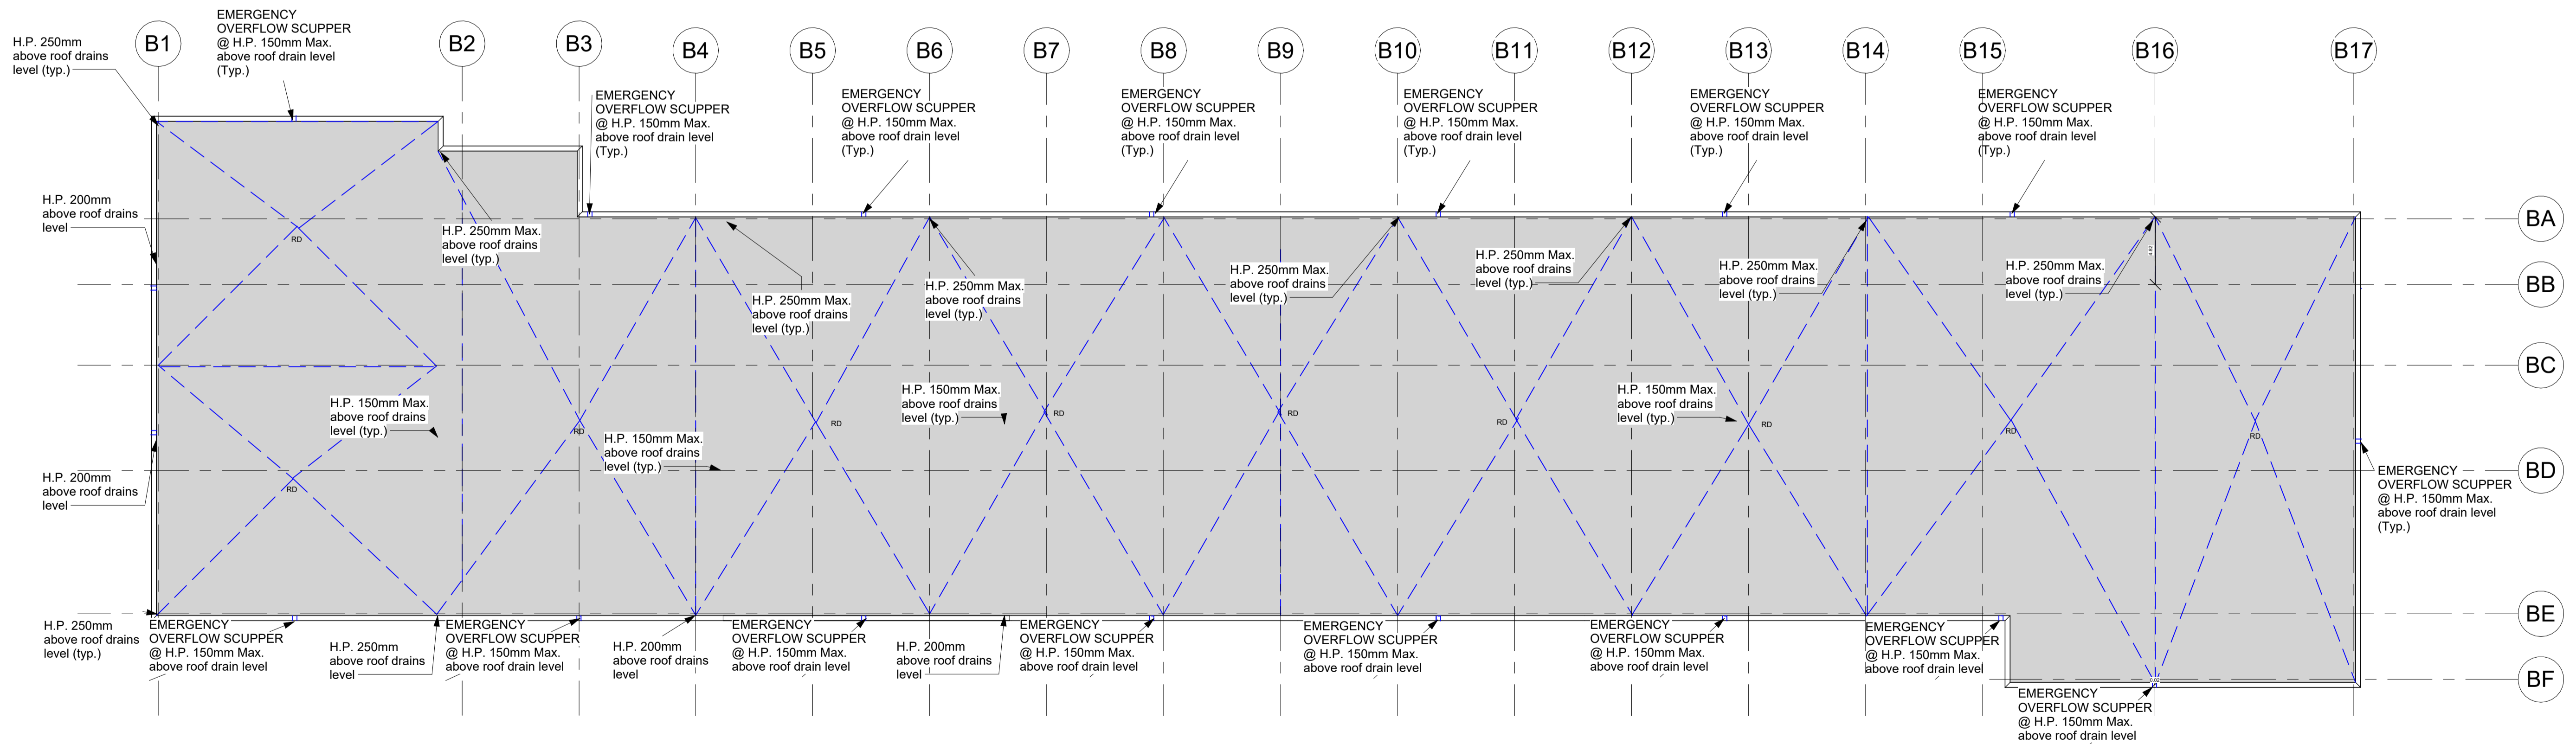 B1
B2
B3
B4
B5
B6
B7
B8
B9
B10
B11
B12
B13
B14
B15
B16
B17
H.P. 250mm
above roof drains
level (typ.)
EMERGENCY
OVERFLOW SCUPPER
@ H.P. 150mm Max.
above roof drain level
(Typ.)
EMERGENCY
OVERFLOW SCUPPER
@ H.P. 150mm Max.
above roof drain level
(Typ.)
EMERGENCY
OVERFLOW SCUPPER
@ H.P. 150mm Max.
above roof drain level
(Typ.)
EMERGENCY
OVERFLOW SCUPPER
@ H.P. 150mm Max.
above roof drain level
(Typ.)
EMERGENCY
OVERFLOW SCUPPER
@ H.P. 150mm Max.
above roof drain level
(Typ.)
EMERGENCY
OVERFLOW SCUPPER
@ H.P. 150mm Max.
above roof drain level
(Typ.)
EMERGENCY
OVERFLOW SCUPPER
@ H.P. 150mm Max.
above roof drain level
(Typ.)
H.P. 200mm
above roof drains
level
RD
H.P. 250mm Max.
above roof drains
level (typ.)
H.P. 250mm Max.
above roof drains
level (typ.)
H.P. 250mm Max.
above roof drains
level (typ.)
H.P. 250mm Max.
above roof drains
level (typ.)
H.P. 250mm Max.
above roof drains
level (typ.)
H.P. 250mm Max.
above roof drains
level (typ.)
H.P. 250mm Max.
above roof drains
level (typ.)
4.82
BA
BB
BC
BD
BE
BF
H.P. 150mm Max.
above roof drains
level (typ.)
RD
H.P. 150mm Max.
above roof drains
level (typ.)
RD
H.P. 150mm Max.
above roof drains
level (typ.)
RD
RD
RD
H.P. 150mm Max.
above roof drains
level (typ.)
RD
RD
RD
H.P. 200mm
above roof drains
level
RD
EMERGENCY
OVERFLOW SCUPPER
@ H.P. 150mm Max.
above roof drain level
(Typ.)
H.P. 250mm
above roof drains
level (typ.)
EMERGENCY
OVERFLOW SCUPPER
@ H.P. 150mm Max.
above roof drain level
H.P. 250mm
above roof drains
level
EMERGENCY
OVERFLOW SCUPPER
@ H.P. 150mm Max.
above roof drain level
H.P. 200mm
above roof drains
level
EMERGENCY
OVERFLOW SCUPPER
@ H.P. 150mm Max.
above roof drain level
H.P. 200mm
above roof drains
level
EMERGENCY
OVERFLOW SCUPPER
@ H.P. 150mm Max.
above roof drain level
EMERGENCY
OVERFLOW SCUPPER
@ H.P. 150mm Max.
above roof drain level
EMERGENCY
OVERFLOW SCUPPER
@ H.P. 150mm Max.
above roof drain level
EMERGENCY
OVERFLOW SCUPPER
@ H.P. 150mm Max.
above roof drain level
EMERGENCY
OVERFLOW SCUPPER
@ H.P. 150mm Max.
above roof drain level